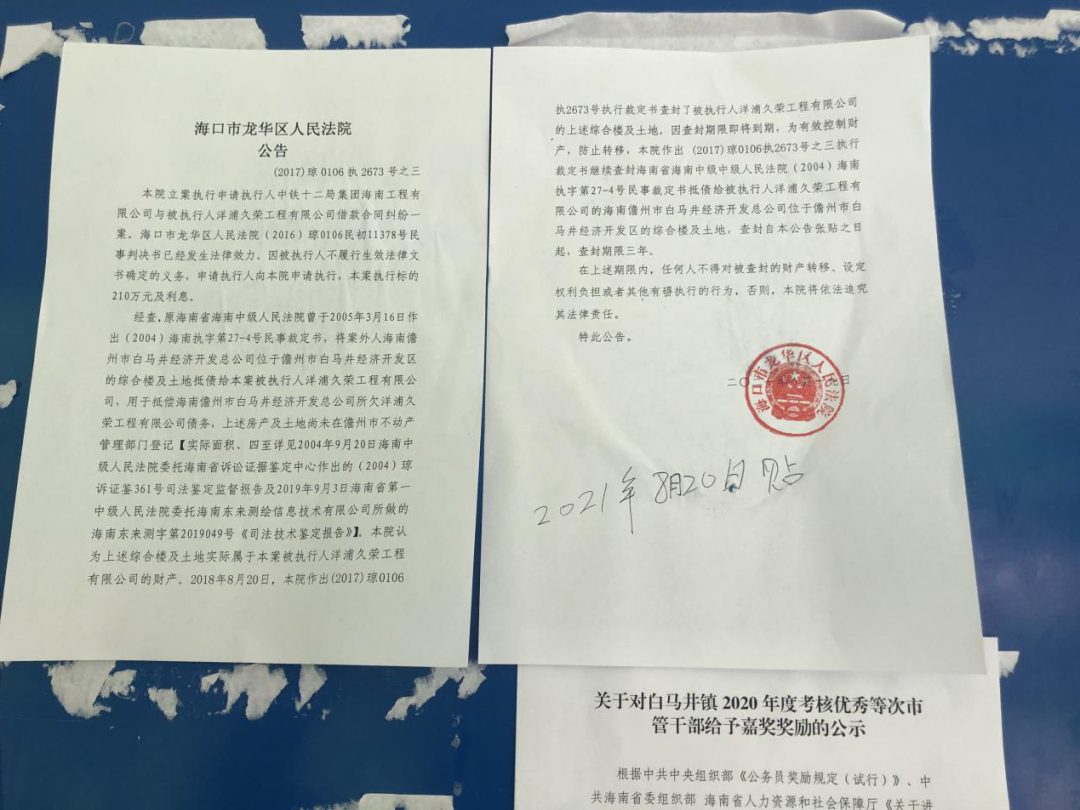 海口市龙华区人民法院
公告
(2017)琼0106执2673号之三
本院立案执行申请执行人中铁十二局集团海南工程有
限公司与被执行人洋浦久荣工程有限公司借款合同纠纷一
案。海口市龙华区人民法院（2016）琼0106民初11378号民
事判决书已经发生法律效力。因被执行人不履行生效法律文
书确定的义务，申请执行人向本院申请执行，本案执行标的
210万元及利息。
经查，原海南省海南中级人民法院曾于2005年3月16日作
出（2004）海南执字第27-4号民事裁定书，将案外人海南儋
州市白马井经济开发总公司位于儋州市白马井经济开发区
的综合楼及土地抵债给本案被执行人洋浦久荣工程有限公
司，用于抵偿海南儋州市白马井经济开发总公司所欠洋浦久
荣工程有限公司债务，上述房产及土地尚未在儋州市不动产
管理部门登记【实际面积、四至详见2004年9月20日海南中
级人民法院委托海南省诉讼证据鉴定中心作出的（2004）琼
诉证鉴361号司法鉴定监督报告及2019年9月3日海南省第一
中级人民法院委托海南东来测绘信息技术有限公司所做的
海南东来测字第2019049号《司法技术鉴定报告》】。本院认
为上述综合楼及土地实际属于本案被执行人洋浦久荣工程
有限公司的财产。2018年8月20日，本院作出(2017)琼0106
执2673号执行裁定书查封了被执行人洋浦久荣工程有限公司
的上述综合楼及土地，因查封期限即将到期，为有效控制财
产，防止转移，本院作出（2017)琼0106执2673号之三执行
裁定书继续查封海南省海南中级中级人民法院（2004）海南
执字第27-4号民事裁定书抵债给被执行人洋浦久荣工程有
限公司的海南儋州市白马井经济开发总公司位于儋州市白
马井经济开发区的综合楼及土地，查封自本公告张贴之日
起，查封期限三年。
在上述期限内，任何人不得对被查封的财产转移、设定
权利负担或者其他有碍执行的行为，否则，本院将依法追究
其法律责任。
特此公告。
海口市龙华区人民法院
二〇 日
2021年8月20日贴
关于对白马井镇2020年度考核优秀等次市
管干部给予嘉奖奖励的公示
根据中共中央组织部《公务员奖励规定（试行）》、中
共海南省委组织部 海南省人力资源和社会保障厅《关于进